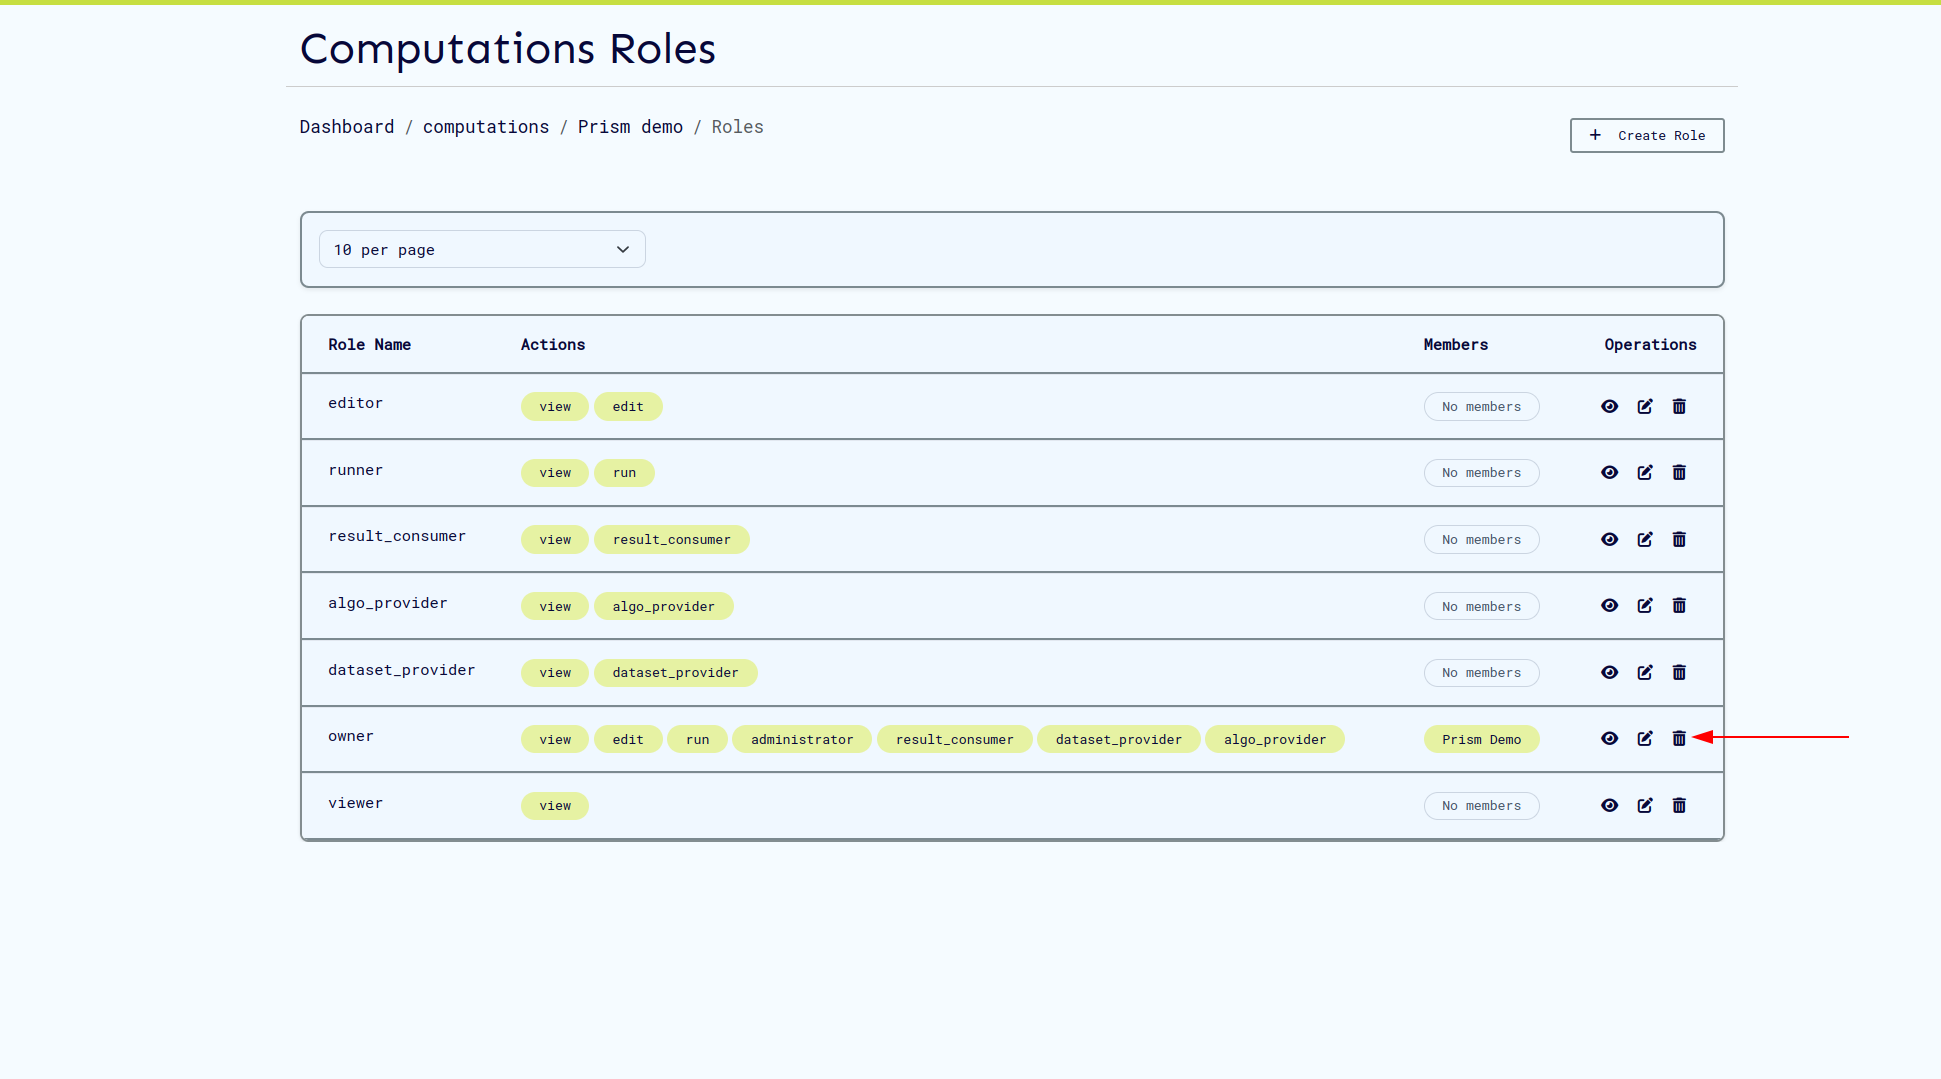 Computations Roles
Dashboard / computations / Prism demo / Roles
+ Create Role
10 per page
Role Name Actions Members Operations
editor view edit No members
runner view run No members
result_consumer view result_consumer No members
algo_provider view algo_provider No members
dataset_provider view dataset_provider No members
owner view edit run administrator result_consumer dataset_provider algo_provider Prism Demo
viewer view No members